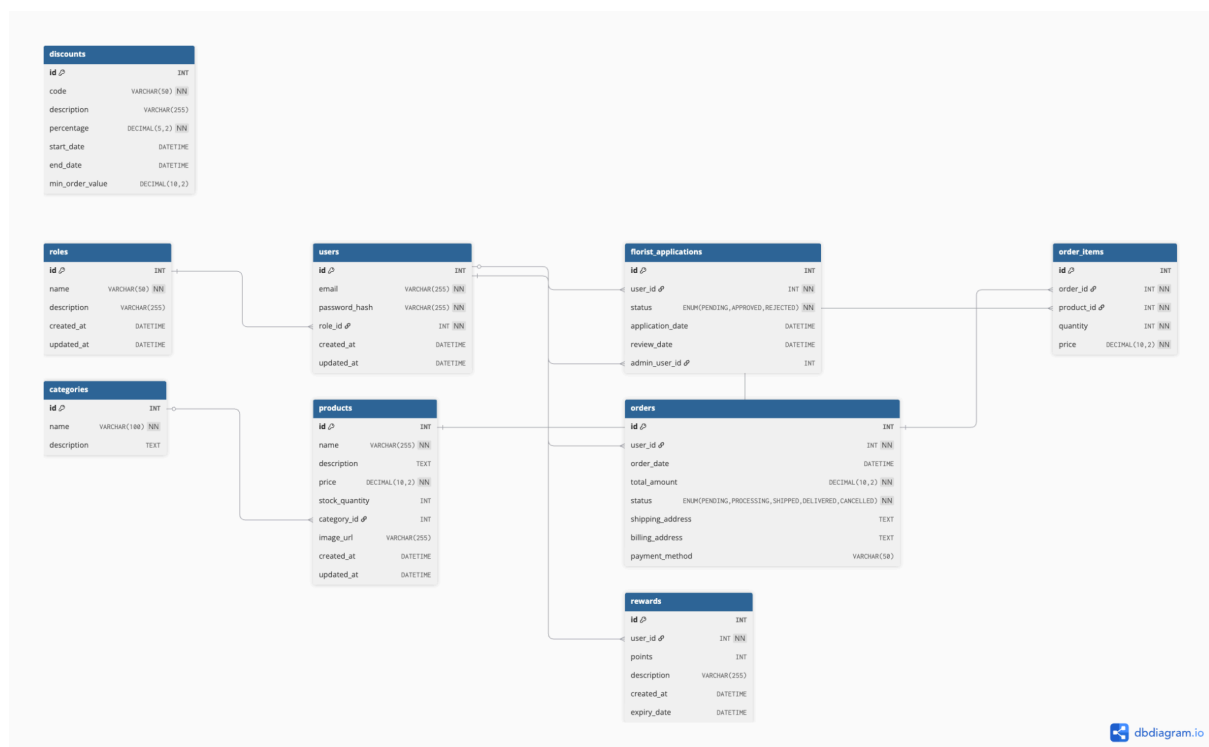 discounts
id INT
code VARCHAR(50) NN
description VARCHAR(255)
percentage DECIMAL(5,2) NN
start_date DATETIME
end_date DATETIME
min_order_value DECIMAL(10,2)
roles
id INT
name VARCHAR(50) NN
description VARCHAR(255)
created_at DATETIME
updated_at DATETIME
users
id INT
email VARCHAR(255) NN
password_hash VARCHAR(255) NN
role_id INT NN
created_at DATETIME
updated_at DATETIME
florist_applications
id INT
user_id INT NN
status ENUM(PENDING,APPROVED,REJECTED) NN
application_date DATETIME
review_date DATETIME
admin_user_id INT
order_items
id INT
order_id INT NN
product_id INT NN
quantity INT NN
price DECIMAL(10,2) NN
categories
id INT
name VARCHAR(100) NN
description TEXT
products
id INT
name VARCHAR(255) NN
description TEXT
price DECIMAL(10,2) NN
stock_quantity INT
category_id INT
image_url VARCHAR(255)
created_at DATETIME
updated_at DATETIME
orders
id INT
user_id INT NN
order_date DATETIME
total_amount DECIMAL(10,2) NN
status ENUM(PENDING,PROCESSING,SHIPPED,DELIVERED,CANCELLED) NN
shipping_address TEXT
billing_address TEXT
payment_method VARCHAR(50)
rewards
id INT
user_id INT NN
points INT
description VARCHAR(255)
created_at DATETIME
expiry_date DATETIME
dbdiagram.io